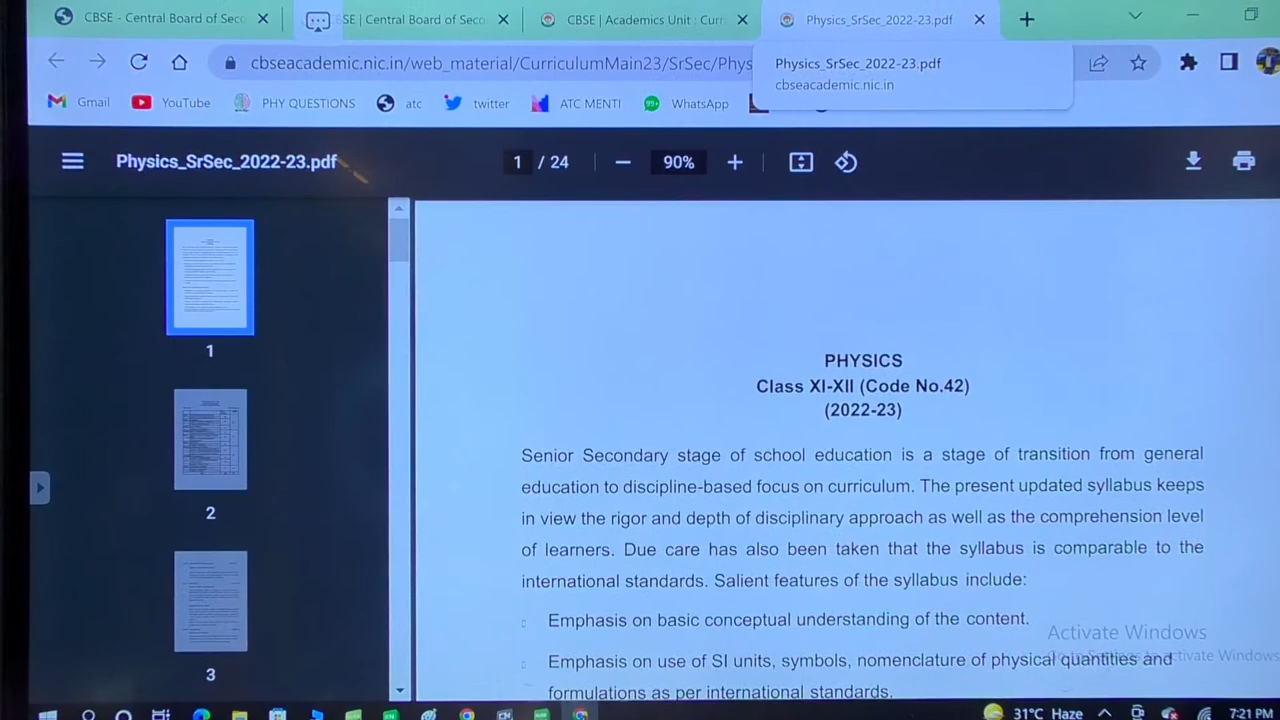 CBSE - Central Board of Seco
SE | Central Board of Seco
CBSE | Academics Unit : Curr
Physics_SrSec_2022-23.pdf
cbseacademic.nic.in/web_material/CurriculumMain23/SrSec/Phys
Physics_SrSec_2022-23.pdf
cbseacademic.nic.in
Gmail
YouTube
PHY QUESTIONS
atc
twitter
ATC MENTI
99+
WhatsApp
Physics_SrSec_2022-23.pdf
1 / 24
90%
1
2
3
PHYSICS
Class XI-XII (Code No.42)
(2022-23)
Senior Secondary stage of school education is a stage of transition from general
education to discipline-based focus on curriculum. The present updated syllabus keeps
in view the rigor and depth of disciplinary approach as well as the comprehension level
of learners. Due care has also been taken that the syllabus is comparable to the
international standards. Salient features of the syllabus include:
Emphasis on basic conceptual understanding of the content.
Emphasis on use of SI units, symbols, nomenclature of physical quantities and
formulations as per international standards.
Activate Windows
Go to Settings to activate Windows
31°C Haze
7:21 PM